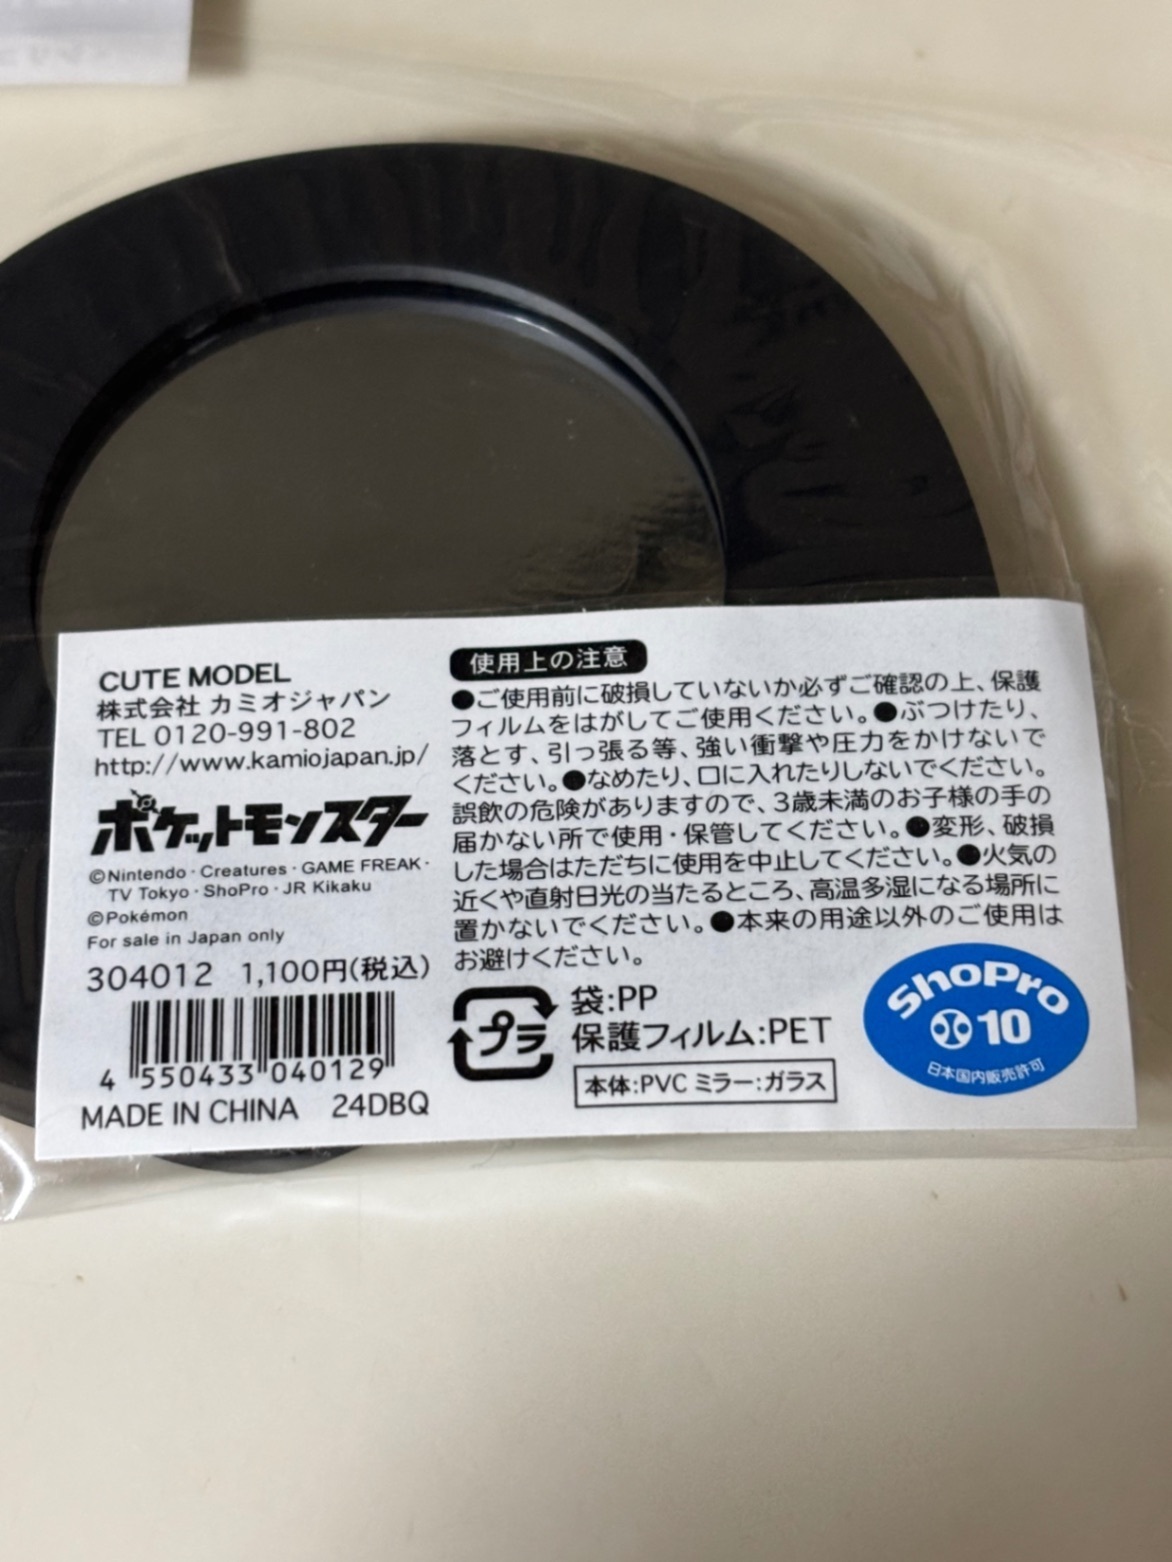 CUTE MODEL
株式会社 カミオジャパン
TEL 0120-991-802
http://www.kamiojapan.jp/
ポケットモンスター
©Nintendo・Creatures・GAME FREAK・
TV Tokyo・ShoPro・JR Kikaku
©Pokémon
For sale in Japan only
304012 1,100円(税込)
4 550433 040129
MADE IN CHINA 24DBQ
使用上の注意
●ご使用前に破損していないか必ずご確認の上、保護
フィルムをはがしてご使用ください。●ぶつけたり、
落とす、引っ張る等、強い衝撃や圧力をかけないで
ください。●なめたり、口に入れたりしないでください。
誤飲の危険がありますので、3歳未満のお子様の手の
届かない所で使用・保管してください。●変形、破損
した場合はただちに使用を中止してください。●火気の
近くや直射日光の当たるところ、高温多湿になる場所に
置かないでください。●本来の用途以外のご使用は
お避けください。
プラ
袋:PP
保護フィルム:PET
本体:PVC ミラー:ガラス
ShoPro
10
日本国内販売許可